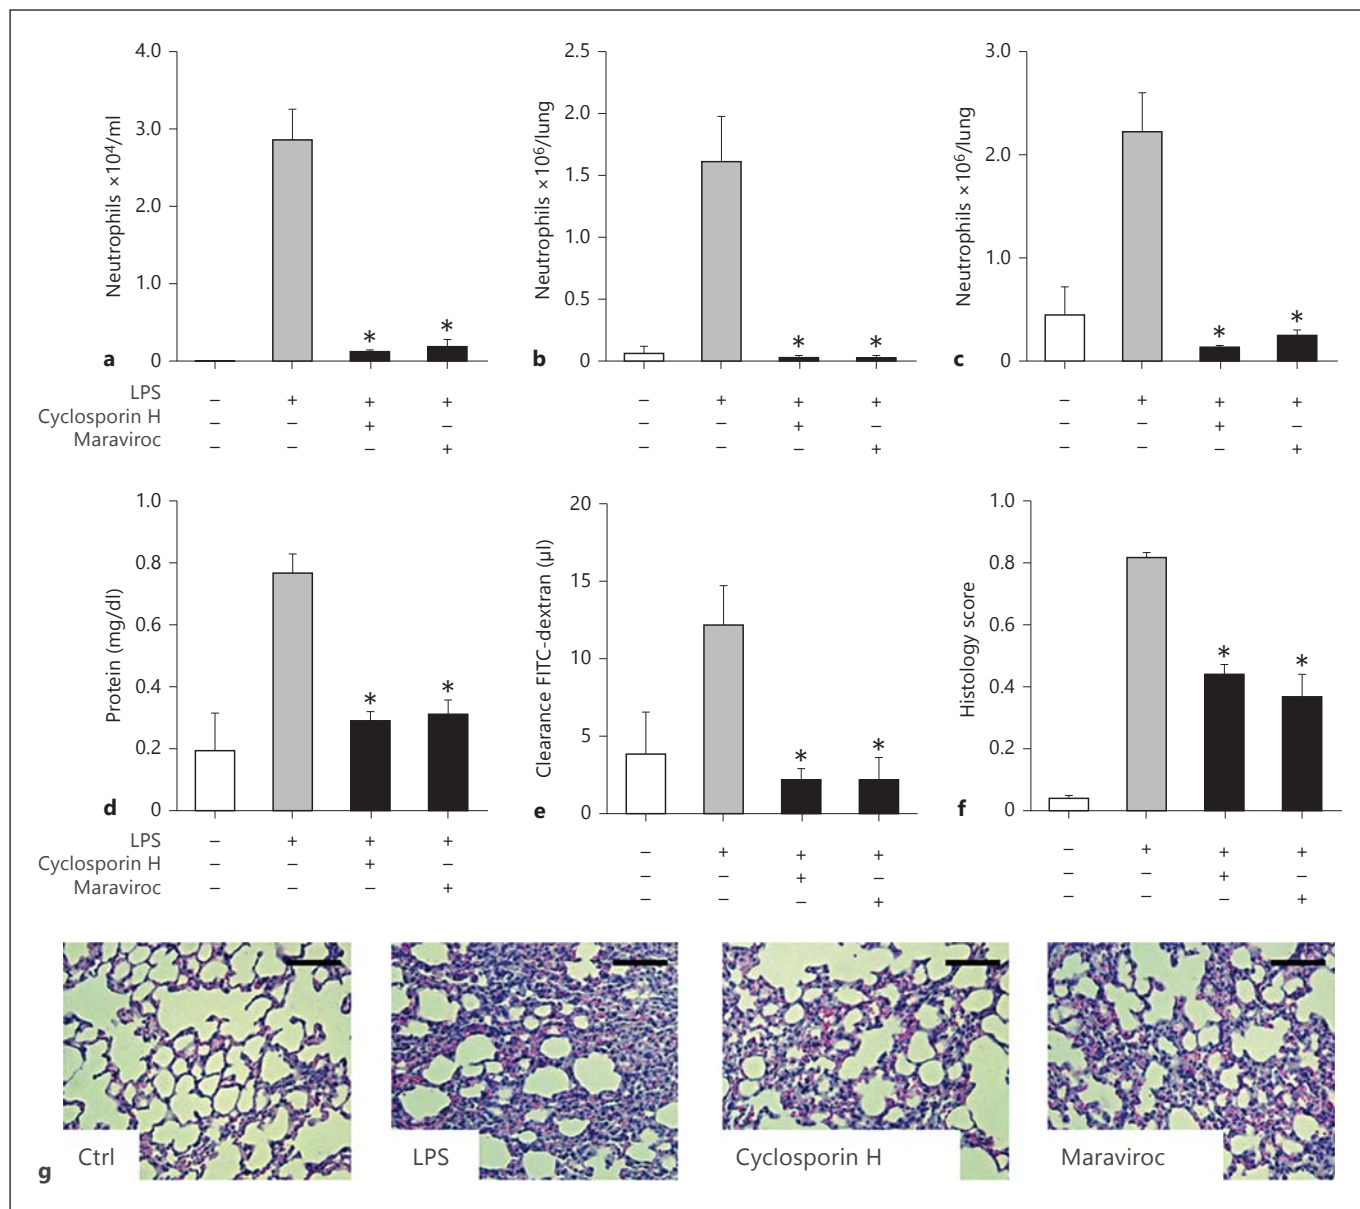 4.0
3.0
2.0
1.0
0
Neutrophils ×10⁴/ml
a
*
*
2.5
2.0
1.5
1.0
0.5
0
Neutrophils ×10⁶/lung
b
*
*
3.0
2.0
1.0
0
Neutrophils ×10⁶/lung
c
*
*
LPS – + + + – + + + – + + +
Cyclosporin H – – + – – – + – – – + –
Maraviroc – – – + – – – + – – – +
1.0
0.8
0.6
0.4
0.2
0
Protein (mg/dl)
d
*
*
20
15
10
5
0
Clearance FITC-dextran (µl)
e
*
*
1.0
0.8
0.6
0.4
0.2
0
Histology score
f
*
*
LPS – + + + – + + + – + + +
Cyclosporin H – – + – – – + – – – + –
Maraviroc – – – + – – – + – – – +
g
Ctrl
LPS
Cyclosporin H
Maraviroc